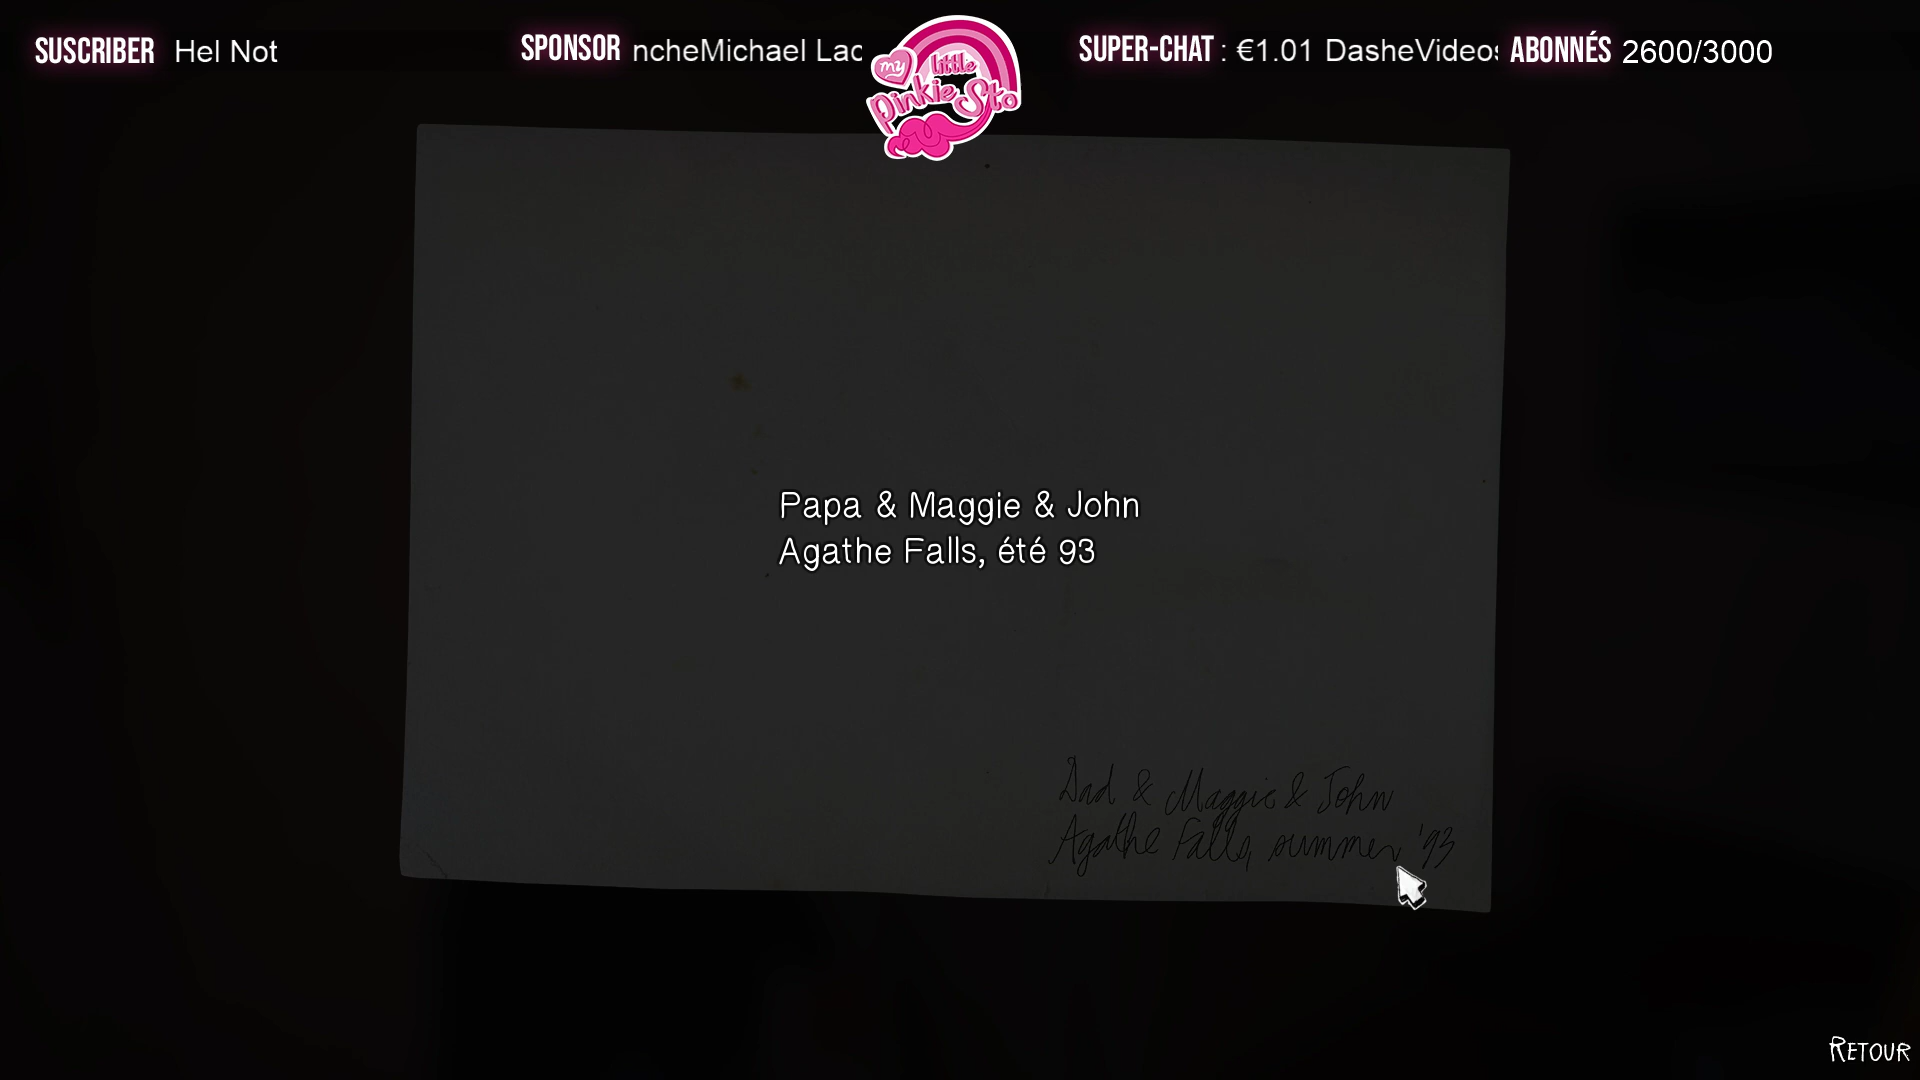 SUSCRIBER Hel Not
SPONSOR ncheMichael Lac
my little Pinkie Sto
SUPER-CHAT : €1.01 DasheVideos
ABONNÉS 2600/3000
Papa & Maggie & John
Agathe Falls, été 93
Dad & Maggie & John
Agathe Falls, summer '93
RETOUR